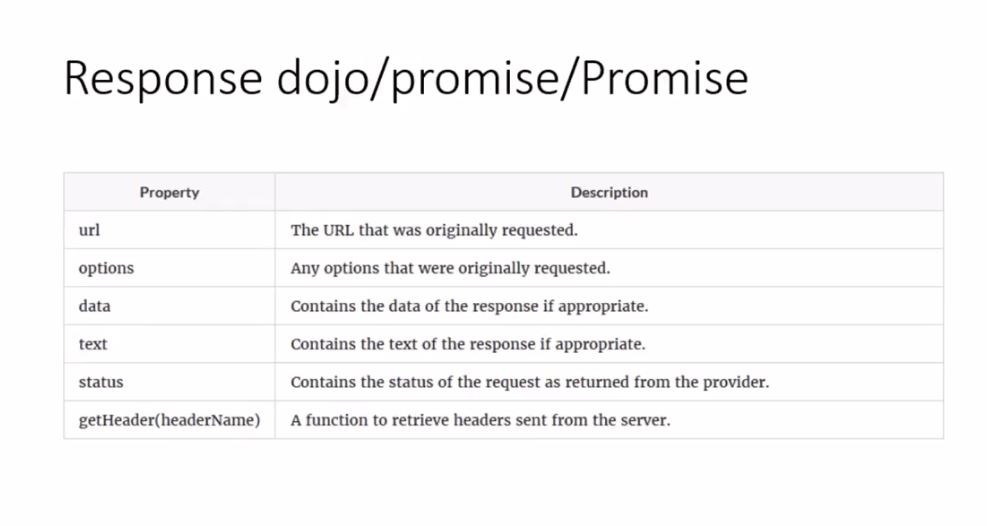 Response dojo/promise/Promise
Property Description
url The URL that was originally requested.
options Any options that were originally requested.
data Contains the data of the response if appropriate.
text Contains the text of the response if appropriate.
status Contains the status of the request as returned from the provider.
getHeader(headerName) A function to retrieve headers sent from the server.